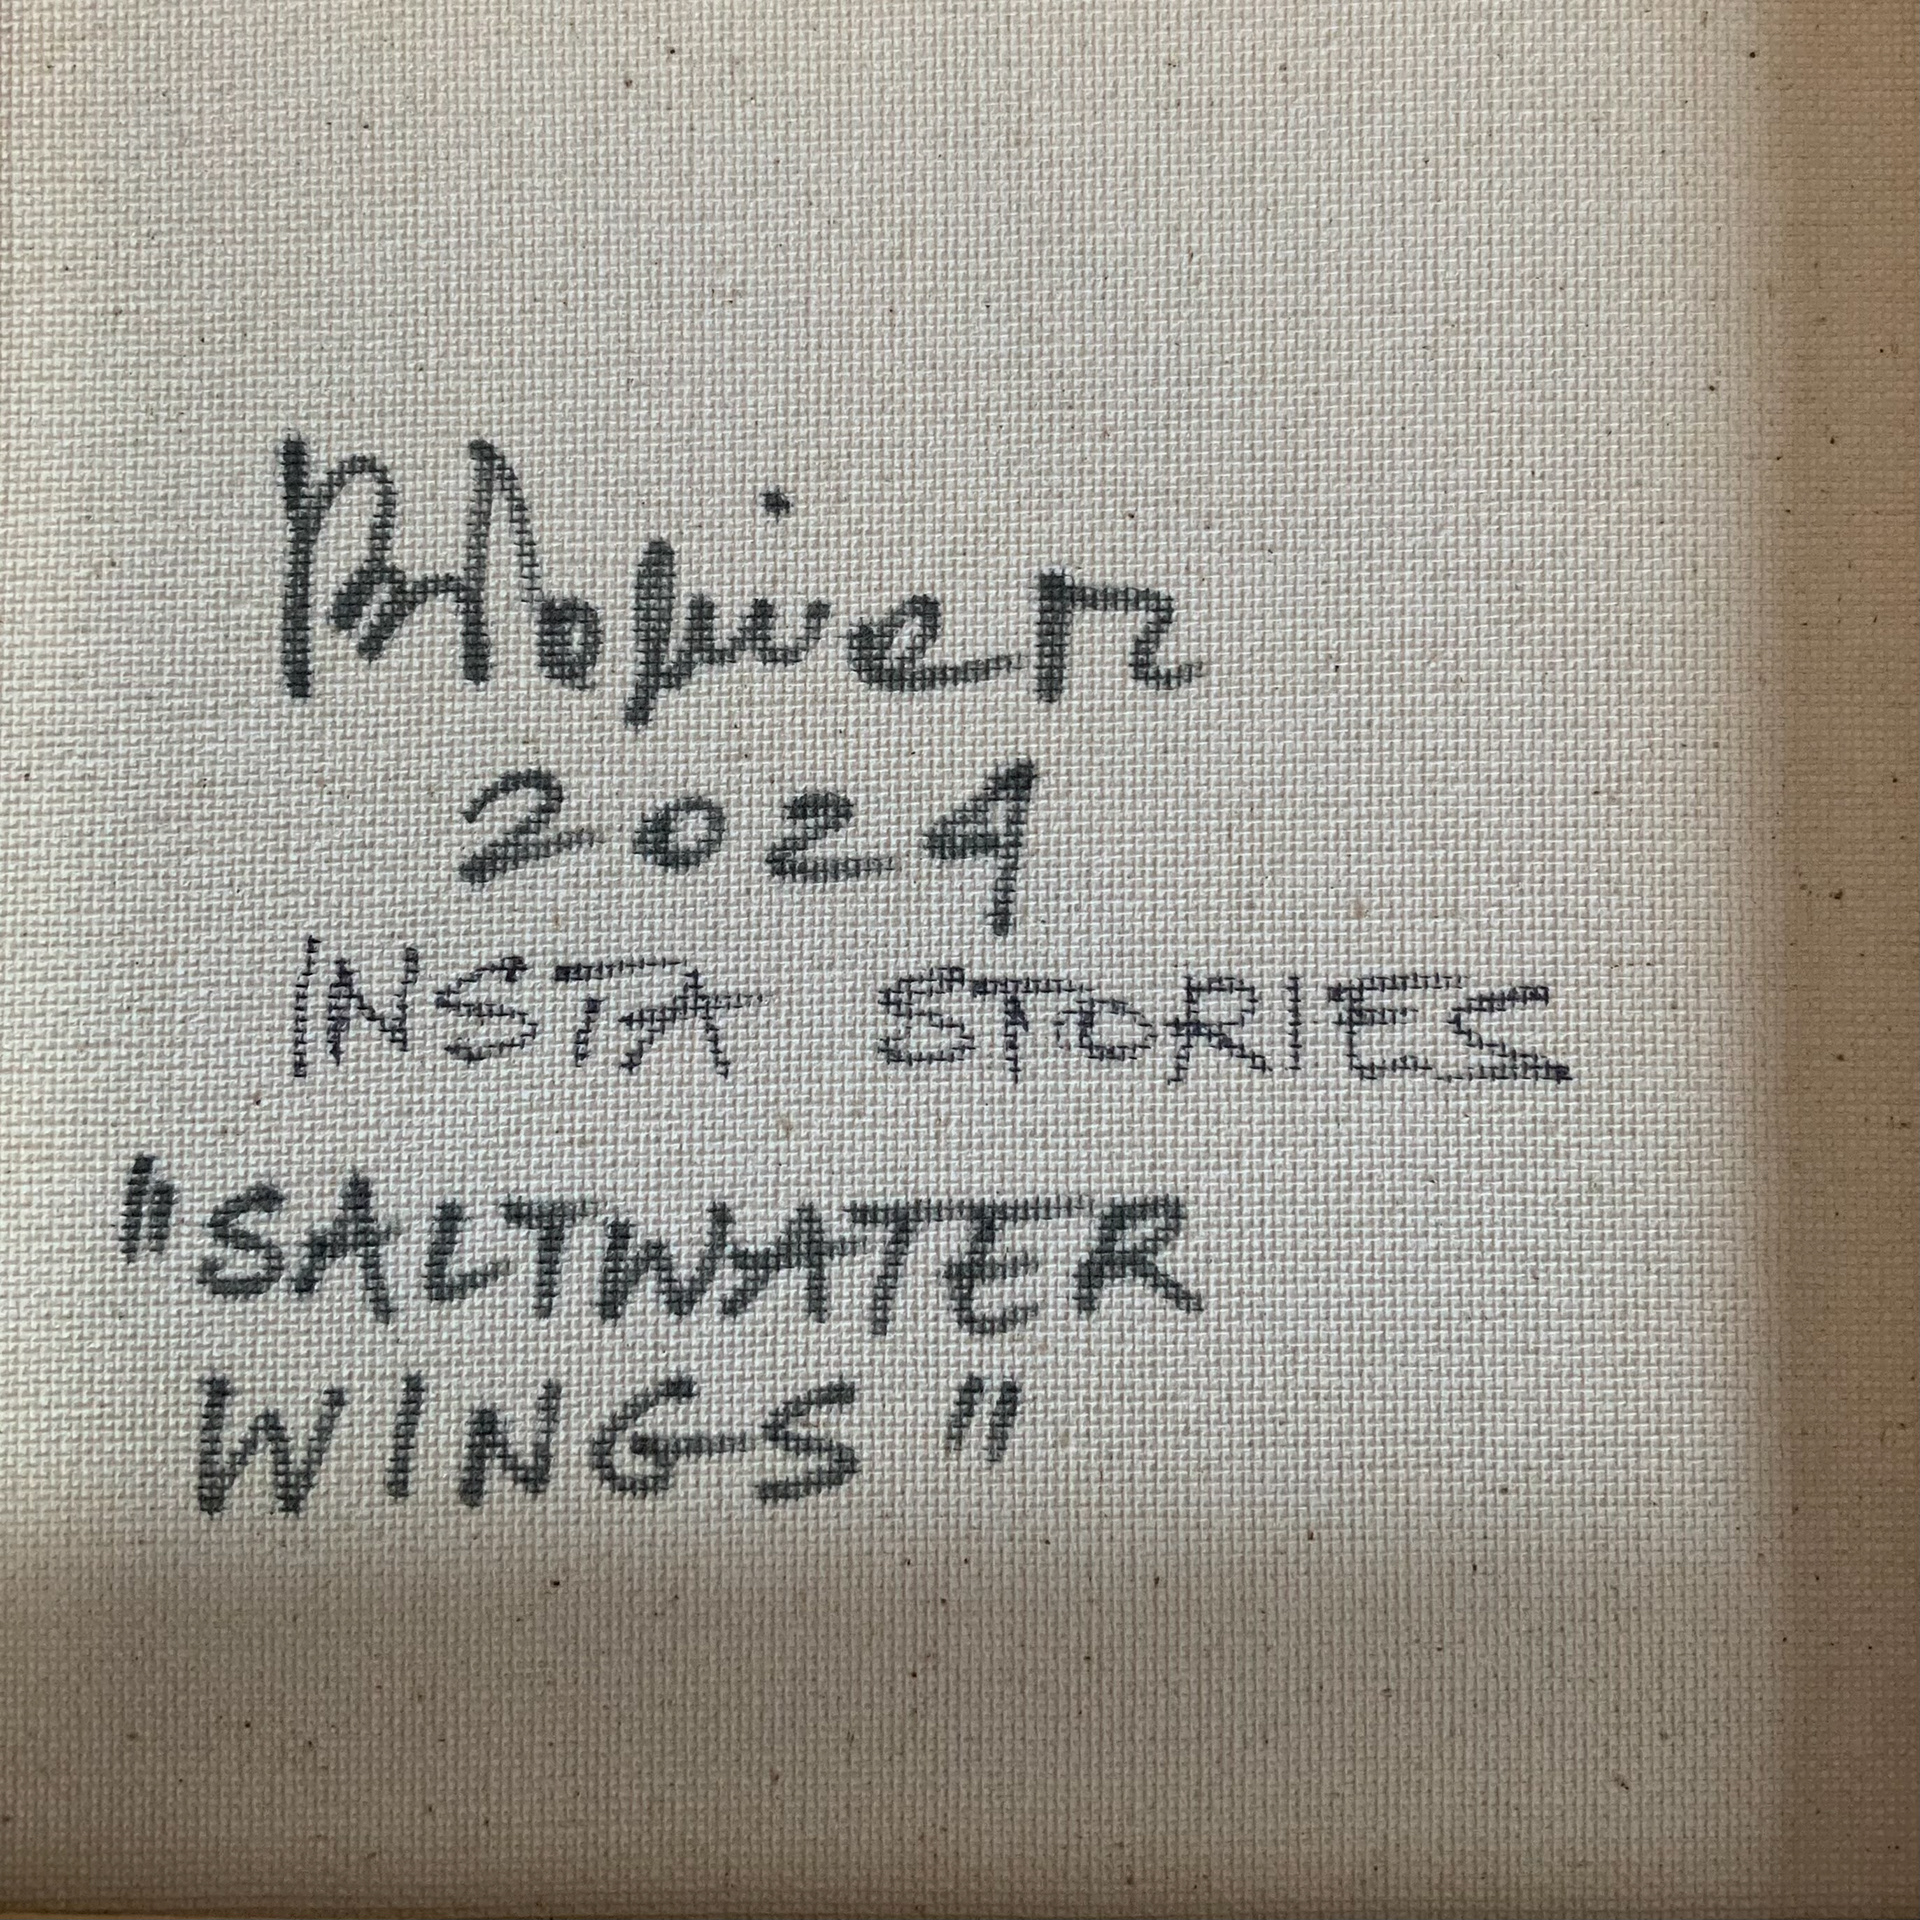 2024
INSTA STORIES
"SALTWATER
WINGS"